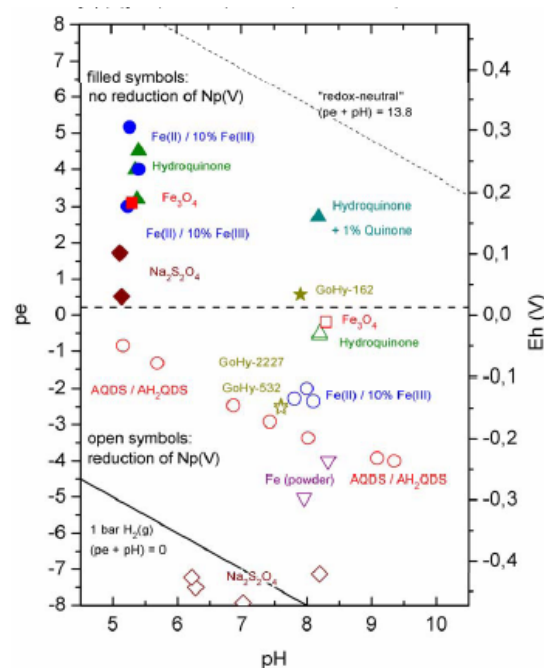 8
7
6
5
4
3
2
1
0
-1
-2
-3
-4
-5
-6
-7
-8
pe
filled symbols:
no reduction of Np(V)
"redox-neutral"
(pe + pH) = 13.8
Fe(II) / 10% Fe(III)
Hydroquinone
Fe₃O₄
Fe(II) / 10% Fe(III)
Hydroquinone
+ 1% Quinone
Na₂S₂O₄
GoHy-162
Fe₃O₄
Hydroquinone
GoHy-2227
GoHy-532
AQDS / AH₂QDS
Fe(II) / 10% Fe(III)
open symbols:
reduction of Np(V)
Fe (powder)
AQDS / AH₂QDS
1 bar H₂(g)
(pe + pH) = 0
Na₂S₂O₄
0,4
0,3
0,2
0,1
0,0
-0,1
-0,2
-0,3
-0,4
Eh (V)
5
6
7
8
9
10
pH